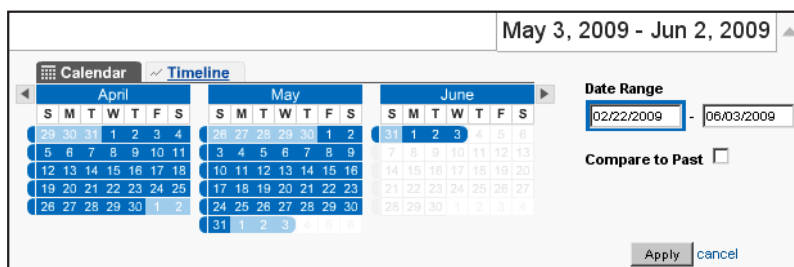 May 3, 2009 - Jun 2, 2009
Calendar Timeline
April May June
S M T W T F S S M T W T F S S M T W T F S
29 30 31 1 2 3 4 26 27 28 29 30 1 2 31 1 2 3 4 5 6
5 6 7 8 9 10 11 3 4 5 6 7 8 9 7 8 9 10 11 12 13
12 13 14 15 16 17 18 10 11 12 13 14 15 16 14 15 16 17 18 19 20
19 20 21 22 23 24 25 17 18 19 20 21 22 23 21 22 23 24 25 26 27
26 27 28 29 30 1 2 24 25 26 27 28 29 30 28 29 30 1 2 3 4
31 1 2 3 4 5 6
Date Range
02/22/2009 - 06/03/2009
Compare to Past
Apply cancel